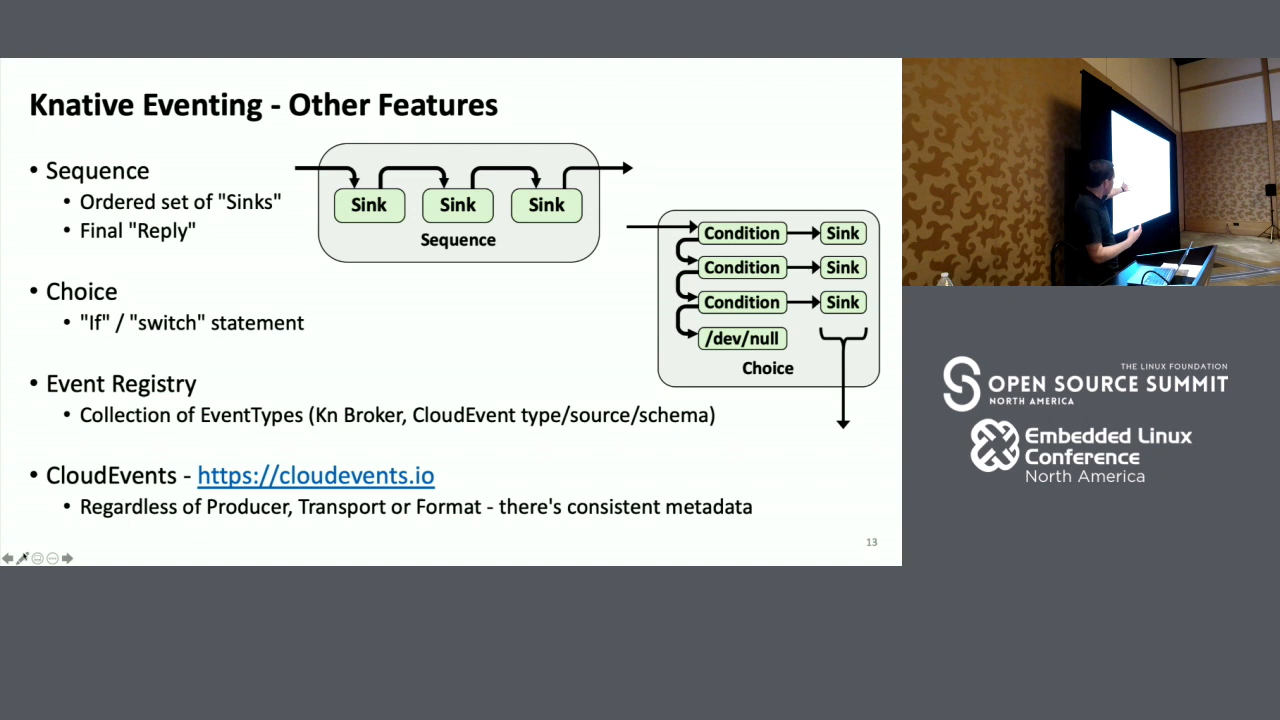 Knative Eventing - Other Features
• Sequence
• Ordered set of "Sinks"
• Final "Reply"
Sink Sink Sink
Sequence
Condition Sink
Condition Sink
Condition Sink
/dev/null
Choice
• Choice
• "If" / "switch" statement
• Event Registry
• Collection of EventTypes (Kn Broker, CloudEvent type/source/schema)
• CloudEvents - https://cloudevents.io
• Regardless of Producer, Transport or Format - there's consistent metadata
13
THE LINUX FOUNDATION
OPEN SOURCE SUMMIT
NORTH AMERICA
Embedded Linux
Conference
North America